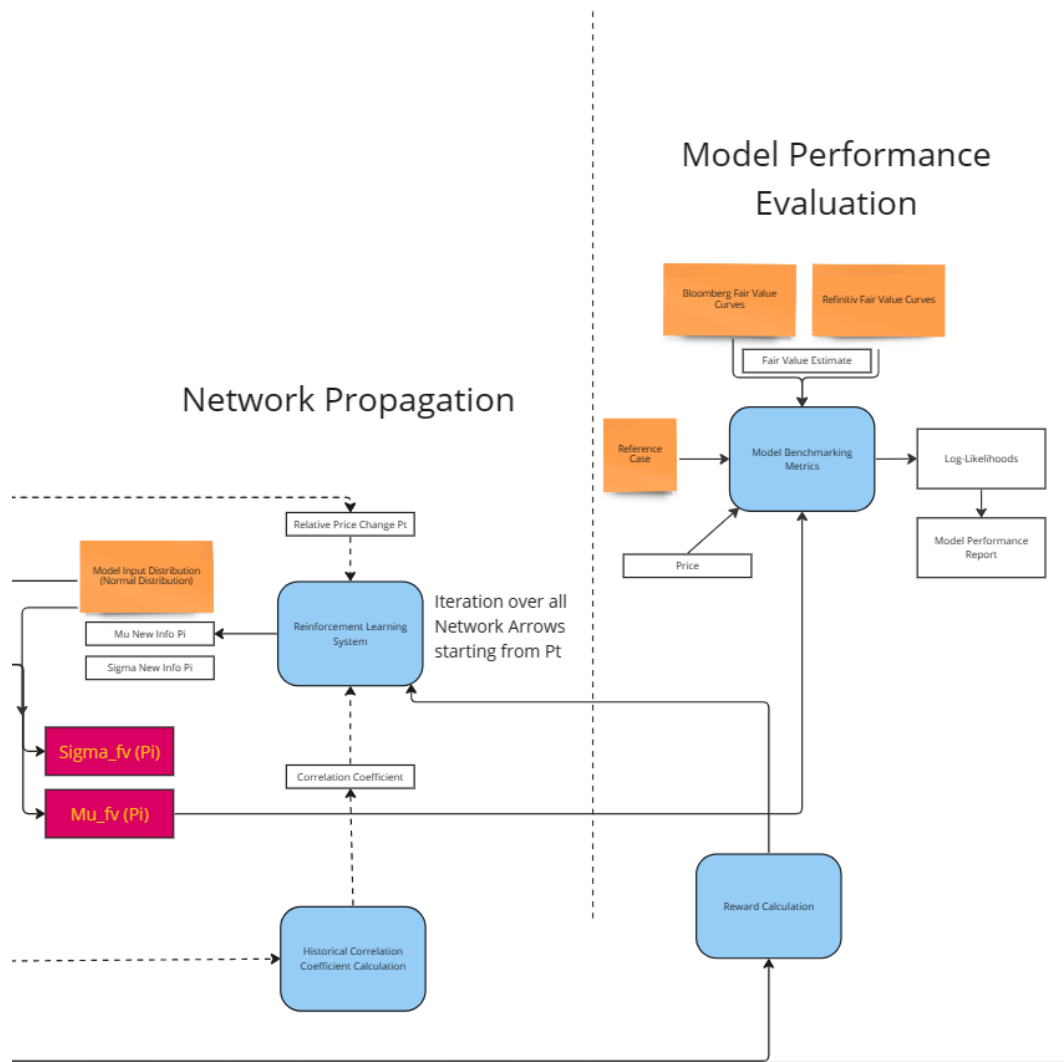 Model Performance
Evaluation
Bloomberg Fair Value
Curves
Refinitiv Fair Value Curves
Fair Value Estimate
Network Propagation
Reference
Case
Model Benchmarking
Metrics
Log-Likelihoods
Relative Price Change Pt
Model Performance
Report
Price
Model Input Distribution
(Normal Distribution)
Mu New Info Pi
Sigma New Info Pi
Reinforcement Learning
System
Iteration over all
Network Arrows
starting from Pt
Sigma_fv (Pi)
Correlation Coefficient
Mu_fv (Pi)
Reward Calculation
Historical Correlation
Coefficient Calculation